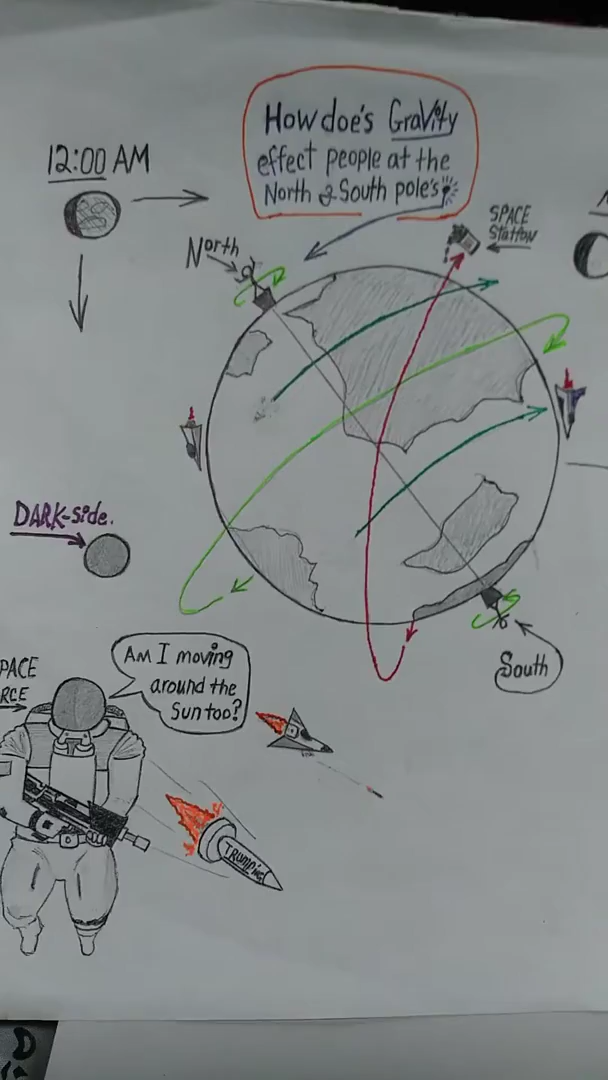 How doe's Gravity
effect people at the
North & South pole's
12:00 AM
North
SPACE
Station
DARK-side.
South
PACE
RCE
Am I moving
around the
Sun too?
TRUMPinc